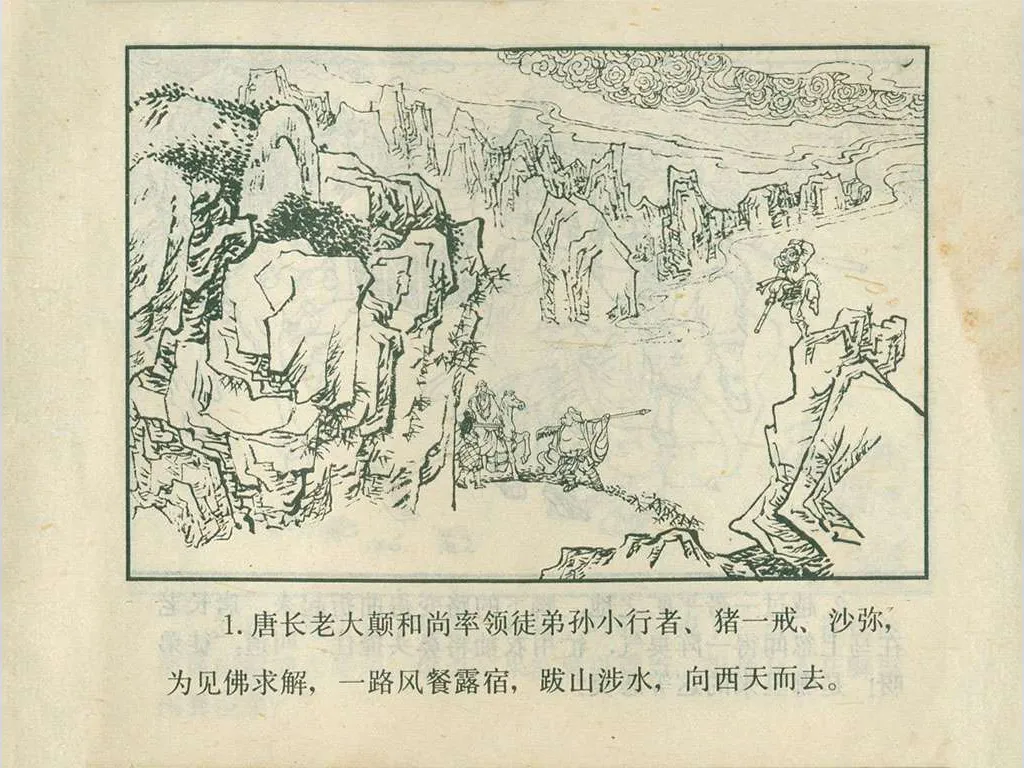 1. 唐长老大颠和尚率领徒弟孙小行者、猪一戒、沙弥，
为见佛求解，一路风餐露宿，跋山涉水，向西天而去。